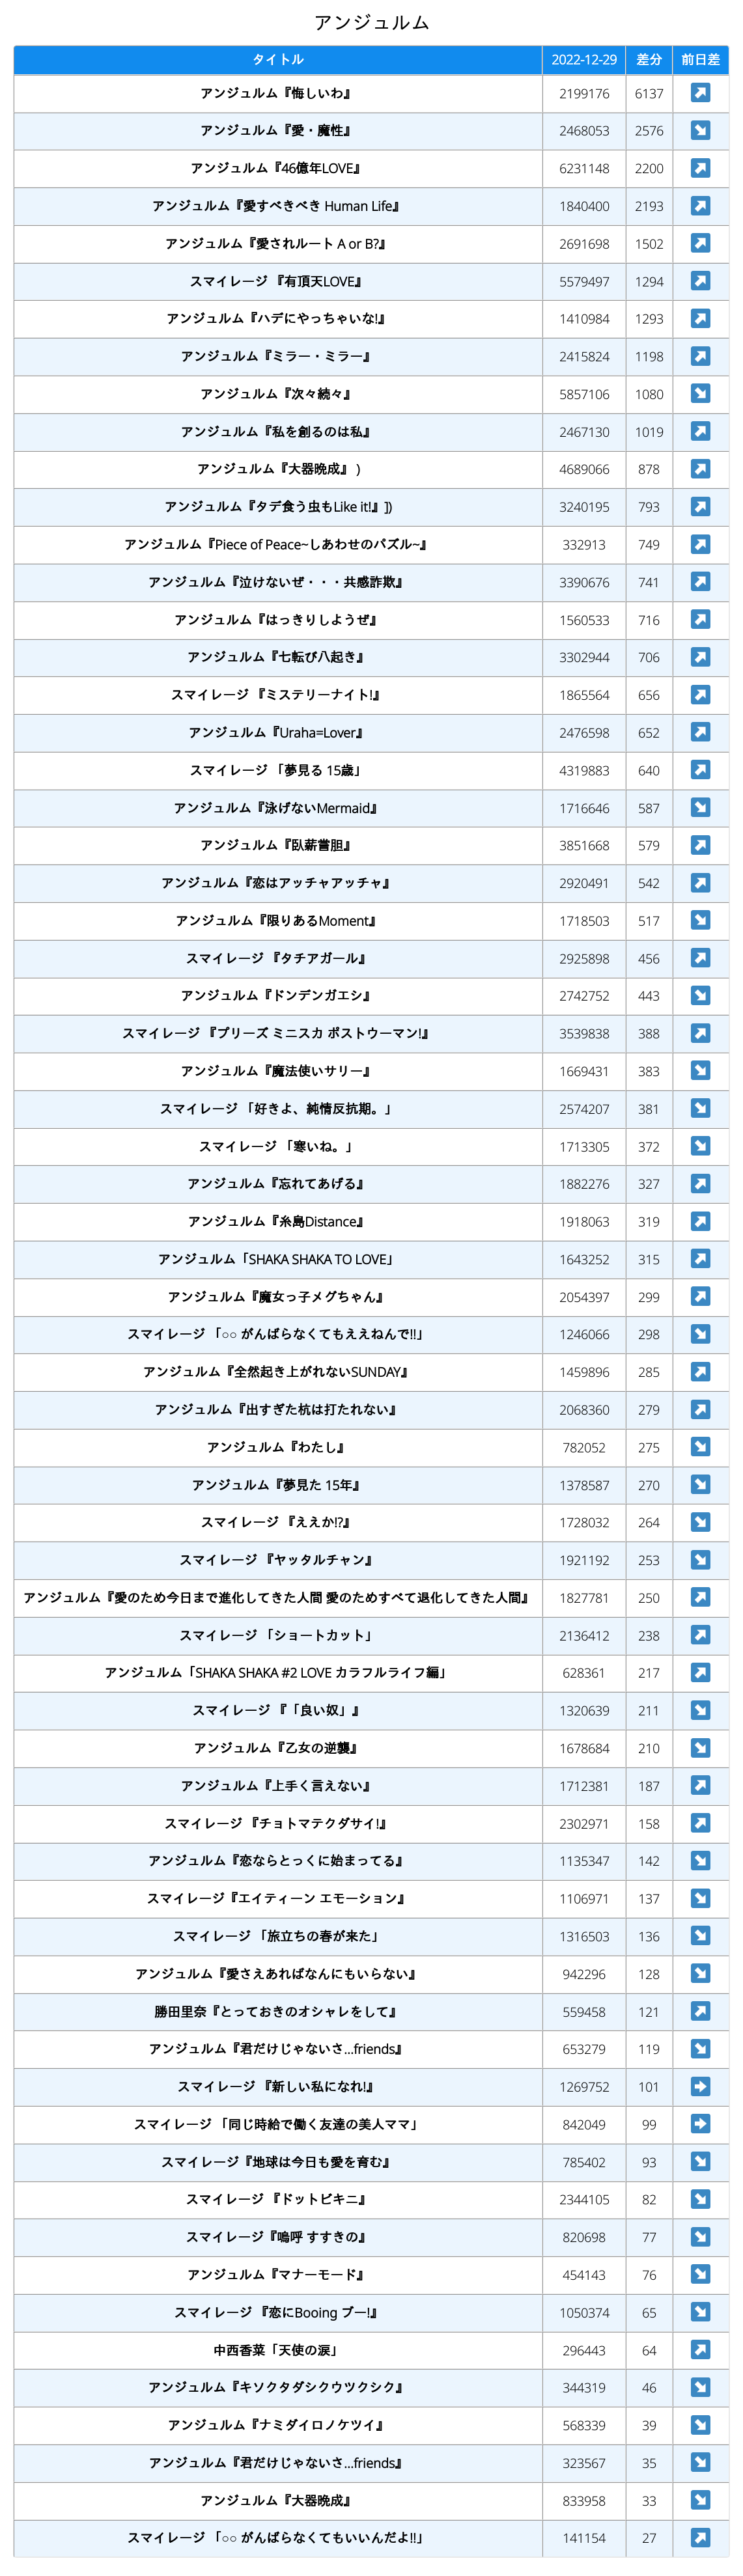 アンジュルム
タイトル 2022-12-29 差分 前日差
アンジュルム『悔しいわ』 2199176 6137 ↗
アンジュルム『愛・魔性』 2468053 2576 ↘
アンジュルム『46億年LOVE』 6231148 2200 ↗
アンジュルム『愛すべきべき Human Life』 1840400 2193 ↗
アンジュルム『愛されルート A or B?』 2691698 1502 ↗
スマイレージ 『有頂天LOVE』 5579497 1294 ↗
アンジュルム『ハデにやっちゃいな!』 1410984 1293 ↗
アンジュルム『ミラー・ミラー』 2415824 1198 ↗
アンジュルム『次々続々』 5857106 1080 ↘
アンジュルム『私を創るのは私』 2467130 1019 ↗
アンジュルム『大器晩成』 ) 4689066 878 ↗
アンジュルム『タデ食う虫もLike it!』]) 3240195 793 ↗
アンジュルム『Piece of Peace~しあわせのパズル~』 332913 749 ↗
アンジュルム『泣けないぜ・・・共感詐欺』 3390676 741 ↗
アンジュルム『はっきりしようぜ』 1560533 716 ↗
アンジュルム『七転び八起き』 3302944 706 ↗
スマイレージ 『ミステリーナイト!』 1865564 656 ↗
アンジュルム『Uraha=Lover』 2476598 652 ↗
スマイレージ 「夢見る 15歳」 4319883 640 ↗
アンジュルム『泳げないMermaid』 1716646 587 ↘
アンジュルム『臥薪嘗胆』 3851668 579 ↗
アンジュルム『恋はアッチャアッチャ』 2920491 542 ↗
アンジュルム『限りあるMoment』 1718503 517 ↘
スマイレージ 『タチアガール』 2925898 456 ↗
アンジュルム『ドンデンガエシ』 2742752 443 ↘
スマイレージ 『プリーズ ミニスカ ポストウーマン!』 3539838 388 ↗
アンジュルム『魔法使いサリー』 1669431 383 ↘
スマイレージ 「好きよ、純情反抗期。」 2574207 381 ↘
スマイレージ 「寒いね。」 1713305 372 ↘
アンジュルム『忘れてあげる』 1882276 327 ↗
アンジュルム『糸島Distance』 1918063 319 ↗
アンジュルム「SHAKA SHAKA TO LOVE」 1643252 315 ↗
アンジュルム『魔女っ子メグちゃん』 2054397 299 ↗
スマイレージ 「○○ がんばらなくてもええねんで!!」 1246066 298 ↘
アンジュルム『全然起き上がれないSUNDAY』 1459896 285 ↗
アンジュルム『出すぎた杭は打たれない』 2068360 279 ↗
アンジュルム『わたし』 782052 275 ↘
アンジュルム『夢見た 15年』 1378587 270 ↘
スマイレージ 『ええか!?』 1728032 264 ↘
スマイレージ 『ヤッタルチャン』 1921192 253 ↘
アンジュルム『愛のため今日まで進化してきた人間 愛のためすべて退化してきた人間』 1827781 250 ↗
スマイレージ 「ショートカット」 2136412 238 ↗
アンジュルム「SHAKA SHAKA #2 LOVE カラフルライフ編」 628361 217 ↗
スマイレージ 『「良い奴」』 1320639 211 ↘
アンジュルム『乙女の逆襲』 1678684 210 ↘
アンジュルム『上手く言えない』 1712381 187 ↗
スマイレージ 『チョトマテクダサイ!』 2302971 158 ↗
アンジュルム『恋ならとっくに始まってる』 1135347 142 ↘
スマイレージ『エイティーン エモーション』 1106971 137 ↘
スマイレージ 「旅立ちの春が来た」 1316503 136 ↘
アンジュルム『愛さえあればなんにもいらない』 942296 128 ↘
勝田里奈『とっておきのオシャレをして』 559458 121 ↗
アンジュルム『君だけじゃないさ...friends』 653279 119 ↘
スマイレージ 『新しい私になれ!』 1269752 101 →
スマイレージ 「同じ時給で働く友達の美人ママ」 842049 99 →
スマイレージ『地球は今日も愛を育む』 785402 93 ↘
スマイレージ 『ドットビキニ』 2344105 82 ↘
スマイレージ『嗚呼 すすきの』 820698 77 ↘
アンジュルム『マナーモード』 454143 76 ↘
スマイレージ 『恋にBooing ブー!』 1050374 65 ↘
中西香菜「天使の涙」 296443 64 ↗
アンジュルム『キソクタダシクウツクシク』 344319 46 ↘
アンジュルム『ナミダイロノケツイ』 568339 39 ↘
アンジュルム『君だけじゃないさ...friends』 323567 35 ↘
アンジュルム『大器晩成』 833958 33 ↘
スマイレージ 「○○ がんばらなくてもいいんだよ!!」 141154 27 ↗